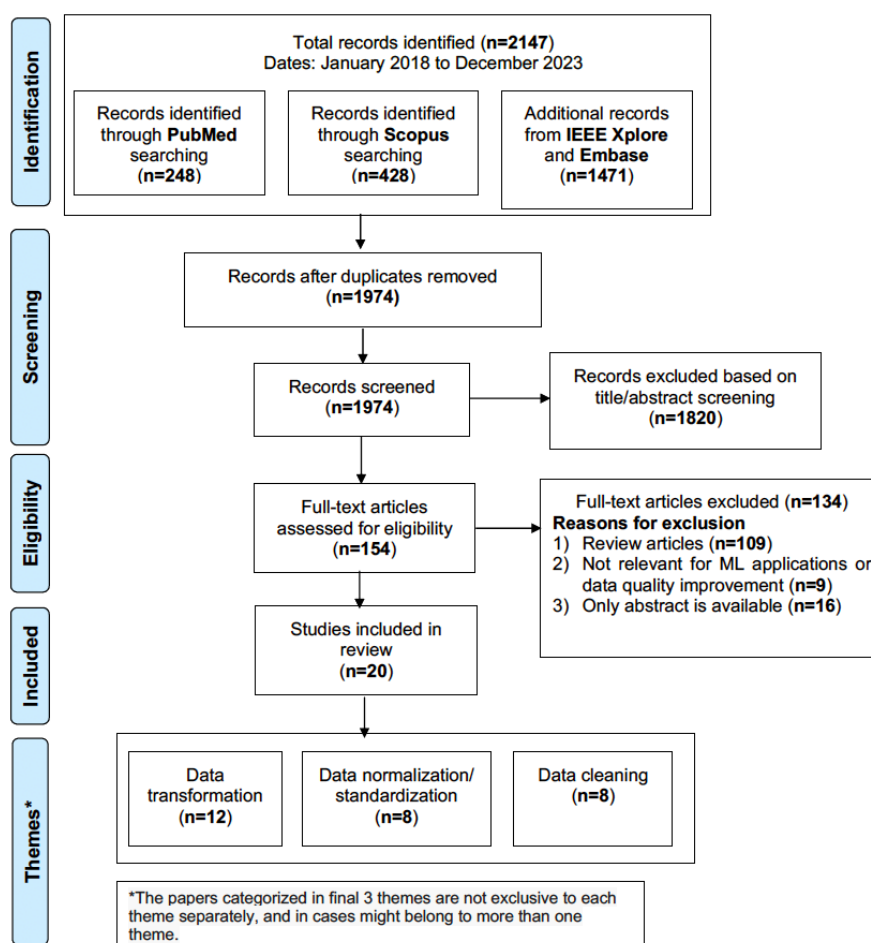 Identification
Total records identified (n=2147)
Dates: January 2018 to December 2023
Records identified
through PubMed
searching
(n=248)
Records identified
through Scopus
searching
(n=428)
Additional records
from IEEE Xplore
and Embase
(n=1471)
Screening
Records after duplicates removed
(n=1974)
Records screened
(n=1974)
Records excluded based on
title/abstract screening
(n=1820)
Eligibility
Full-text articles
assessed for eligibility
(n=154)
Full-text articles excluded (n=134)
Reasons for exclusion
1) Review articles (n=109)
2) Not relevant for ML applications or
data quality improvement (n=9)
3) Only abstract is available (n=16)
Included
Studies included in
review
(n=20)
Themes*
Data
transformation
(n=12)
Data normalization/
standardization
(n=8)
Data cleaning
(n=8)
*The papers categorized in final 3 themes are not exclusive to each
theme separately, and in cases might belong to more than one
theme.